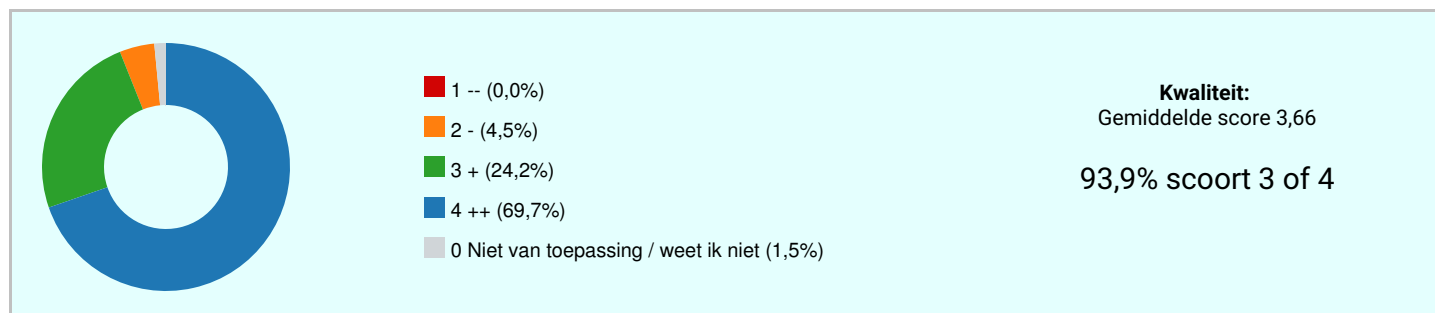 1 -- (0,0%)
2 - (4,5%)
3 + (24,2%)
4 ++ (69,7%)
0 Niet van toepassing / weet ik niet (1,5%)
Kwaliteit:
Gemiddelde score 3,66
93,9% scoort 3 of 4